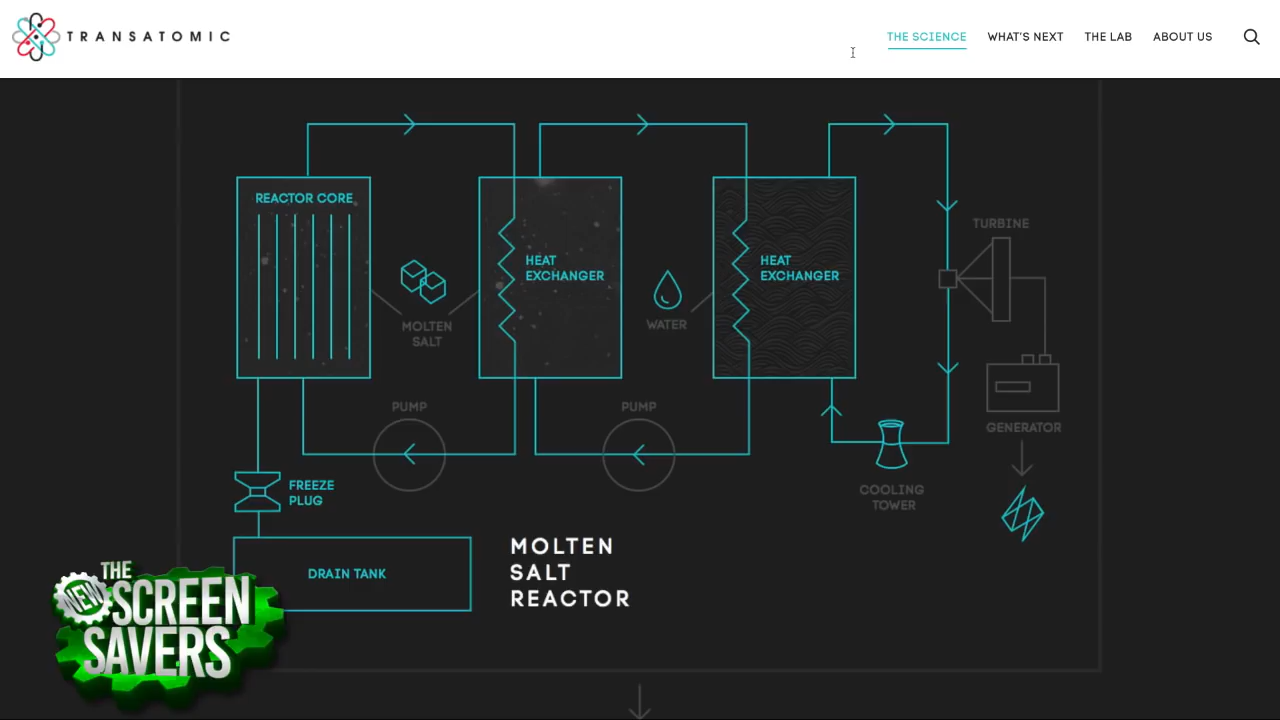 TRANSATOMIC
THE SCIENCE
WHAT'S NEXT
THE LAB
ABOUT US
REACTOR CORE
HEAT
EXCHANGER
HEAT
EXCHANGER
TURBINE
MOLTEN
SALT
WATER
PUMP
PUMP
GENERATOR
FREEZE
PLUG
COOLING
TOWER
DRAIN TANK
MOLTEN
SALT
REACTOR
THE
NEW
SCREEN
SAVERS